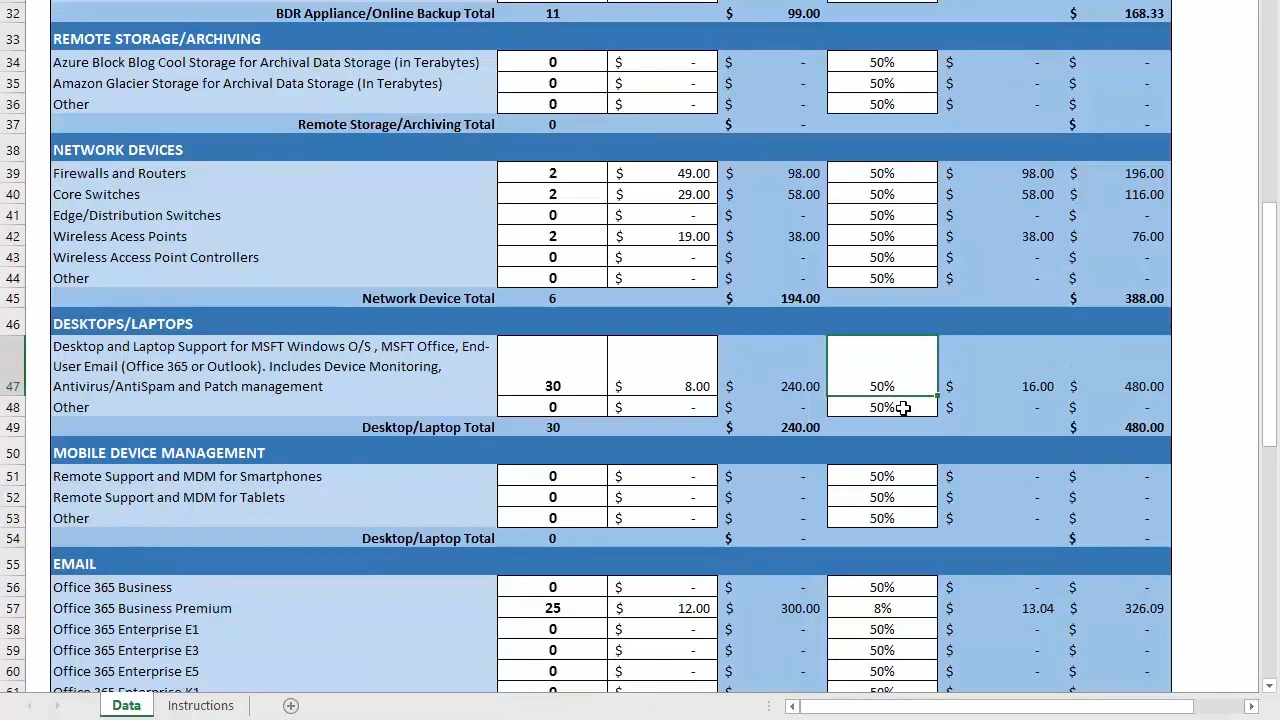 32 BDR Appliance/Online Backup Total 11 $ 99.00 $ 168.33
33 REMOTE STORAGE/ARCHIVING
34 Azure Block Blog Cool Storage for Archival Data Storage (in Terabytes) 0 $ - $ - 50% $ - $ -
35 Amazon Glacier Storage for Archival Data Storage (In Terabytes) 0 $ - $ - 50% $ - $ -
36 Other 0 $ - $ - 50% $ - $ -
37 Remote Storage/Archiving Total 0 $ - $ -
38 NETWORK DEVICES
39 Firewalls and Routers 2 $ 49.00 $ 98.00 50% $ 98.00 $ 196.00
40 Core Switches 2 $ 29.00 $ 58.00 50% $ 58.00 $ 116.00
41 Edge/Distribution Switches 0 $ - $ - 50% $ - $ -
42 Wireless Acess Points 2 $ 19.00 $ 38.00 50% $ 38.00 $ 76.00
43 Wireless Access Point Controllers 0 $ - $ - 50% $ - $ -
44 Other 0 $ - $ - 50% $ - $ -
45 Network Device Total 6 $ 194.00 $ 388.00
46 DESKTOPS/LAPTOPS
Desktop and Laptop Support for MSFT Windows O/S , MSFT Office, End-
User Email (Office 365 or Outlook). Includes Device Monitoring,
47 Antivirus/AntiSpam and Patch management 30 $ 8.00 $ 240.00 50% $ 16.00 $ 480.00
48 Other 0 $ - $ - 50% $ - $ -
49 Desktop/Laptop Total 30 $ 240.00 $ 480.00
50 MOBILE DEVICE MANAGEMENT
51 Remote Support and MDM for Smartphones 0 $ - $ - 50% $ - $ -
52 Remote Support and MDM for Tablets 0 $ - $ - 50% $ - $ -
53 Other 0 $ - $ - 50% $ - $ -
54 Desktop/Laptop Total 0 $ - $ -
55 EMAIL
56 Office 365 Business 0 $ - $ - 50% $ - $ -
57 Office 365 Business Premium 25 $ 12.00 $ 300.00 8% $ 13.04 $ 326.09
58 Office 365 Enterprise E1 0 $ - $ - 50% $ - $ -
59 Office 365 Enterprise E3 0 $ - $ - 50% $ - $ -
60 Office 365 Enterprise E5 0 $ - $ - 50% $ - $ -
61 Office 365 Enterprise K1 50%
Data Instructions